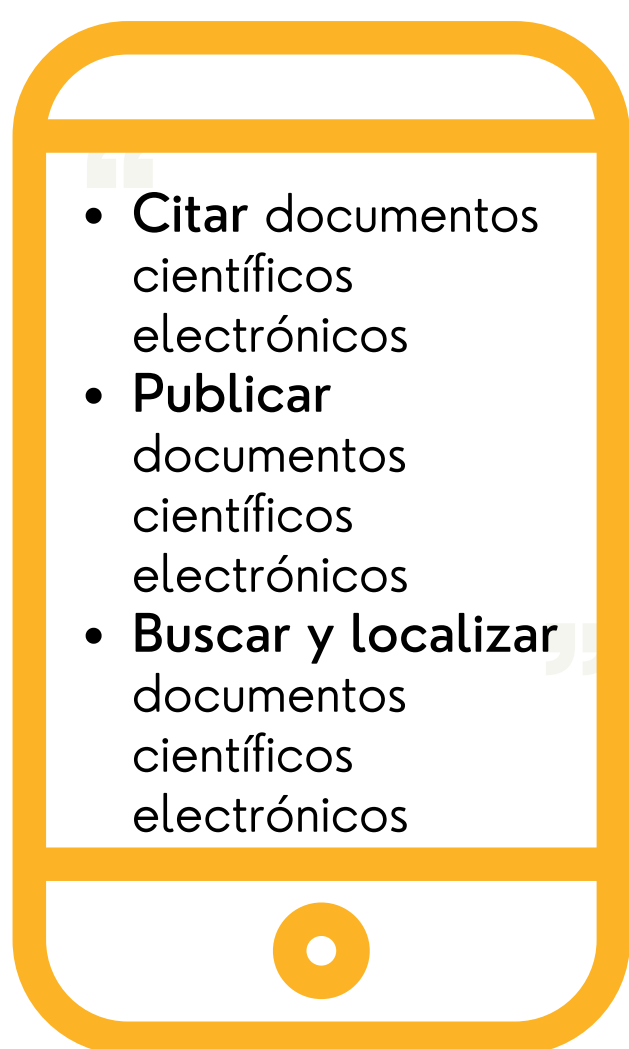 • Citar documentos
científicos
electrónicos
• Publicar
documentos
científicos
electrónicos
• Buscar y localizar
documentos
científicos
electrónicos